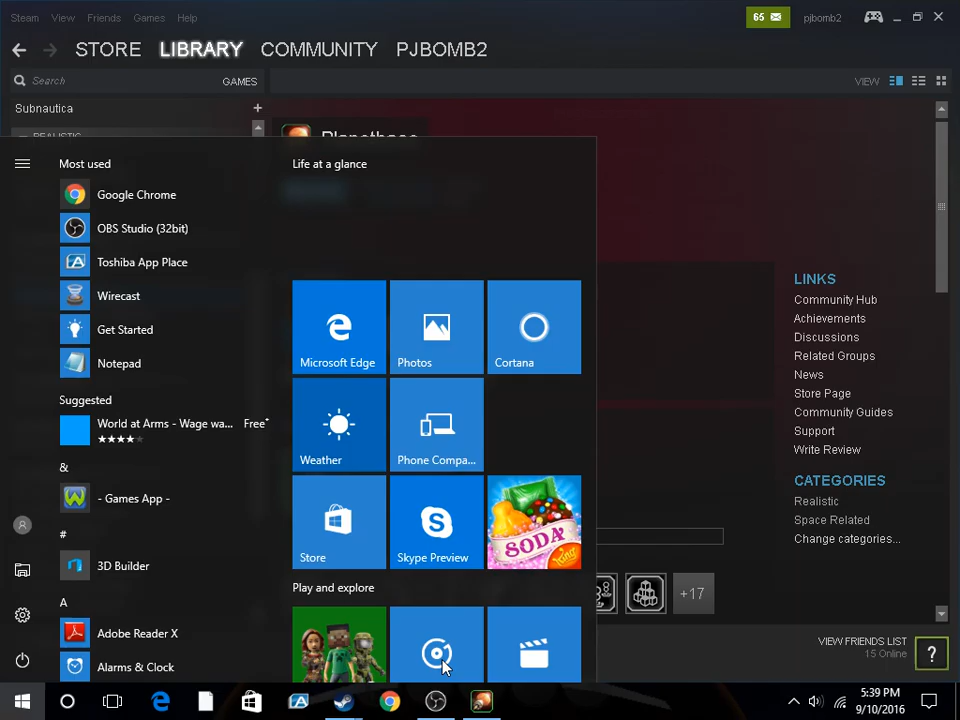 Steam View Friends Games Help
65 pjbomb2
STORE LIBRARY COMMUNITY PJBOMB2
Search GAMES VIEW
Subnautica +
REALISTIC
Planetbase
Most used
Google Chrome
OBS Studio (32bit)
Toshiba App Place
Wirecast
Get Started
Notepad
Suggested
World at Arms - Wage wa... Free*
&
- Games App -
#
3D Builder
A
Adobe Reader X
Alarms & Clock
Life at a glance
Microsoft Edge
Photos
Cortana
Weather
Phone Compa...
Store
Skype Preview
SODA
King
Play and explore
LINKS
Community Hub
Achievements
Discussions
Related Groups
News
Store Page
Community Guides
Support
Write Review
CATEGORIES
Realistic
Space Related
Change categories...
+17
VIEW FRIENDS LIST
15 Online
?
5:39 PM
9/10/2016